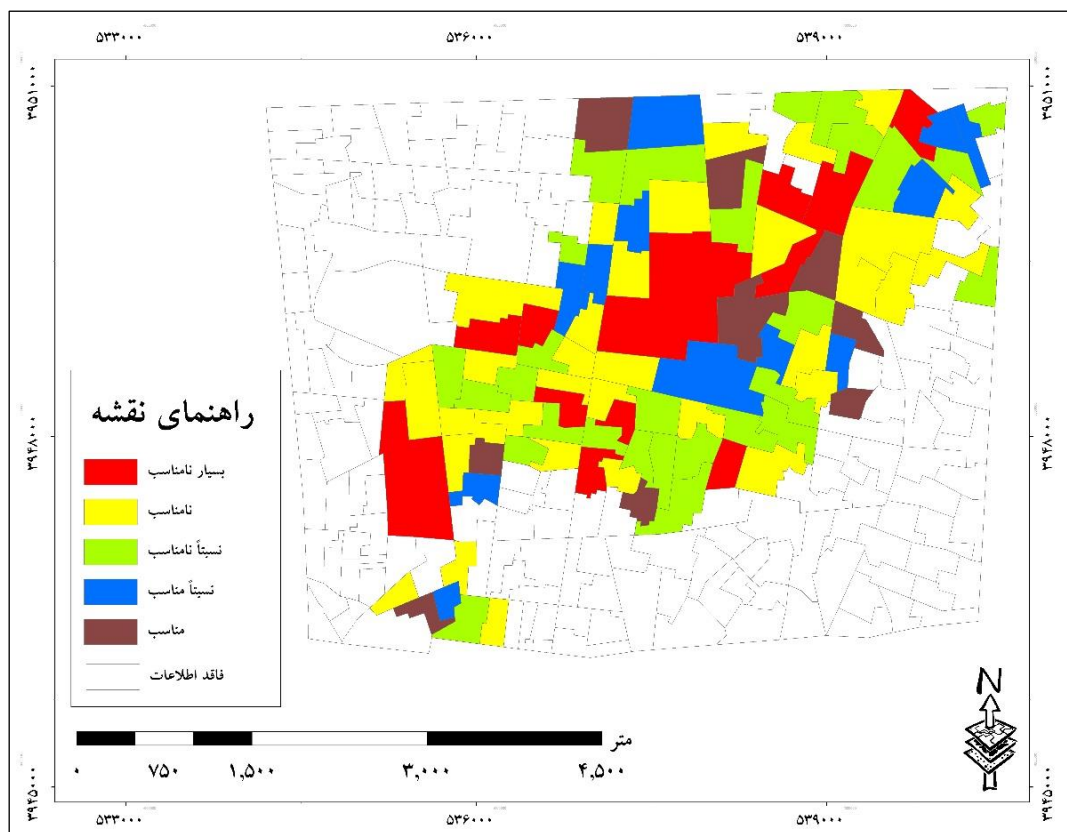 ۵۳۳۰۰۰ ۵۳۶۰۰۰ ۵۳۹۰۰۰
۳۹۵۱۰۰۰ ۳۹۵۱۰۰۰
۳۹۴۸۰۰۰ ۳۹۴۸۰۰۰
راهنمای نقشه
بسیار نامناسب
نامناسب
نسبتاً نامناسب
نسبتاً مناسب
مناسب
فاقد اطلاعات
N
متر
۰ ۷۵۰ ۱,۵۰۰ ۳,۰۰۰ ۴,۵۰۰
۳۹۴۵۰۰۰ ۳۹۴۵۰۰۰
۵۳۳۰۰۰ ۵۳۶۰۰۰ ۵۳۹۰۰۰